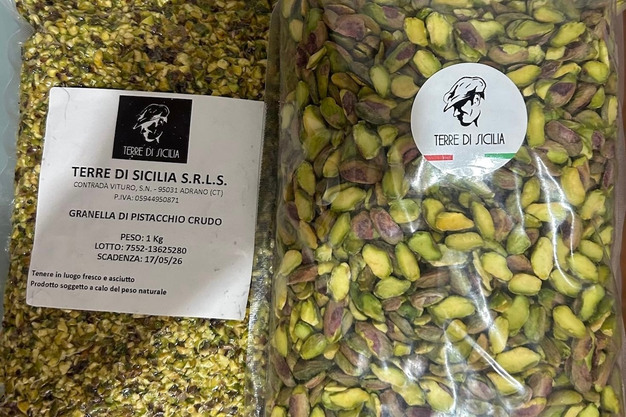 TERRE DI SICILIA
TERRE DI SICILIA S.R.L.S.
CONTRADA VITURO, S.N. - 95031 ADRANO (CT)
P.IVA: 05944950871
GRANELLA DI PISTACCHIO CRUDO
PESO: 1 Kg
LOTTO: 7552-13625280
SCADENZA: 17/05/26
Tenere in luogo fresco e asciutto
Prodotto soggetto a calo del peso naturale
TERRE DI SICILIA